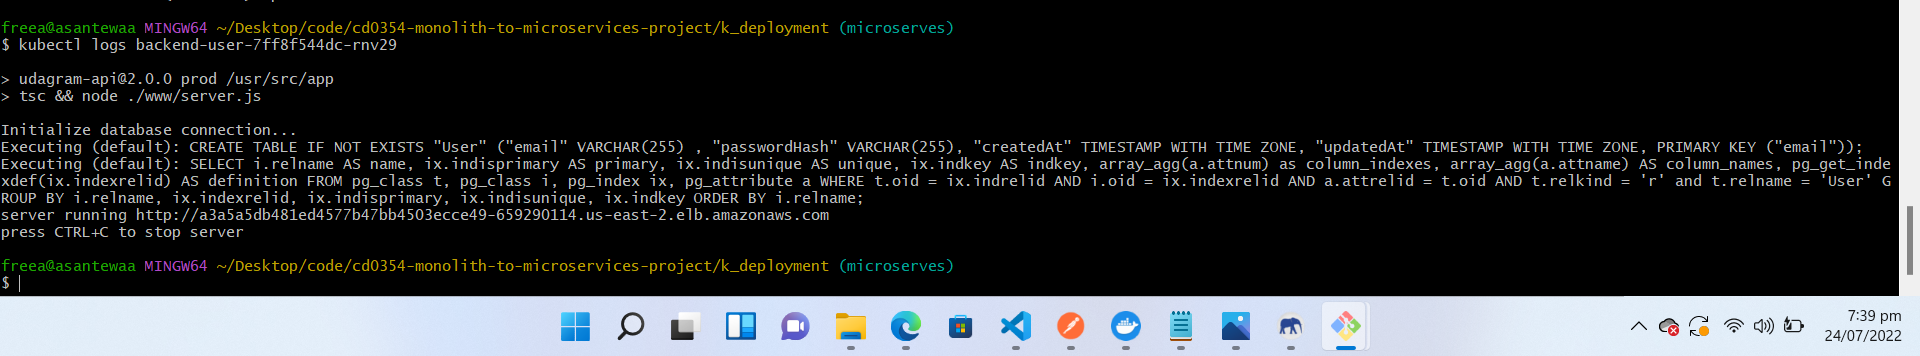 freea@asantewaa MINGW64 ~/Desktop/code/cd0354-monolith-to-microservices-project/k_deployment (microserves)
$ kubectl logs backend-user-7ff8f544dc-rnv29
> udagram-api@2.0.0 prod /usr/src/app
> tsc && node ./www/server.js
Initialize database connection...
Executing (default): CREATE TABLE IF NOT EXISTS "User" ("email" VARCHAR(255) , "passwordHash" VARCHAR(255), "createdAt" TIMESTAMP WITH TIME ZONE, "updatedAt" TIMESTAMP WITH TIME ZONE, PRIMARY KEY ("email"));
Executing (default): SELECT i.relname AS name, ix.indisprimary AS primary, ix.indisunique AS unique, ix.indkey AS indkey, array_agg(a.attnum) as column_indexes, array_agg(a.attname) AS column_names, pg_get_inde
xdef(ix.indexrelid) AS definition FROM pg_class t, pg_class i, pg_index ix, pg_attribute a WHERE t.oid = ix.indrelid AND i.oid = ix.indexrelid AND a.attrelid = t.oid AND t.relkind = 'r' and t.relname = 'User' G
ROUP BY i.relname, ix.indexrelid, ix.indisprimary, ix.indisunique, ix.indkey ORDER BY i.relname;
server running http://a3a5a5db481ed4577b47bb4503ecce49-659290114.us-east-2.elb.amazonaws.com
press CTRL+C to stop server
freea@asantewaa MINGW64 ~/Desktop/code/cd0354-monolith-to-microservices-project/k_deployment (microserves)
$
7:39 pm
24/07/2022